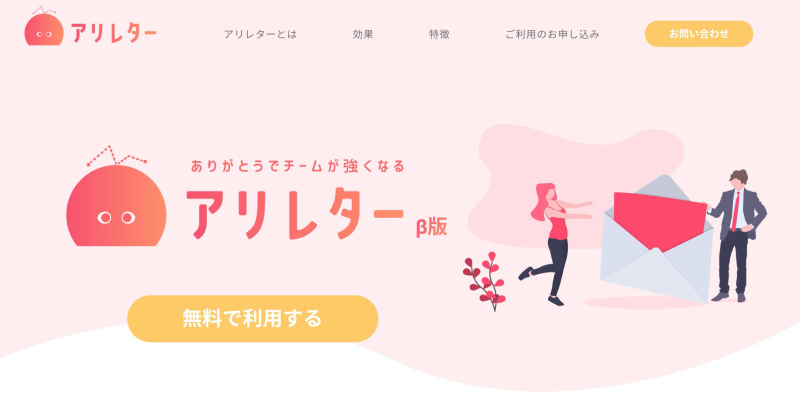 アリレター
アリレターとは
効果
特徴
ご利用のお申し込み
お問い合わせ
ありがとうでチームが強くなる
アリレター β版
無料で利用する